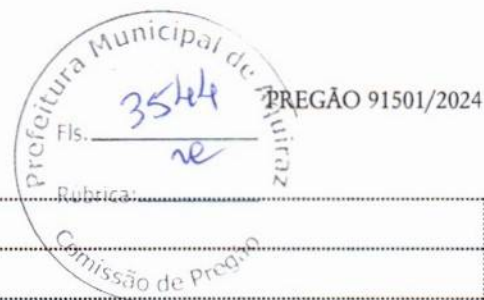 Prefeitura Municipal de Aquiraz
PREGÃO 91501/2024
Fls. 3544
Rubrica:
Comissão de Pregão